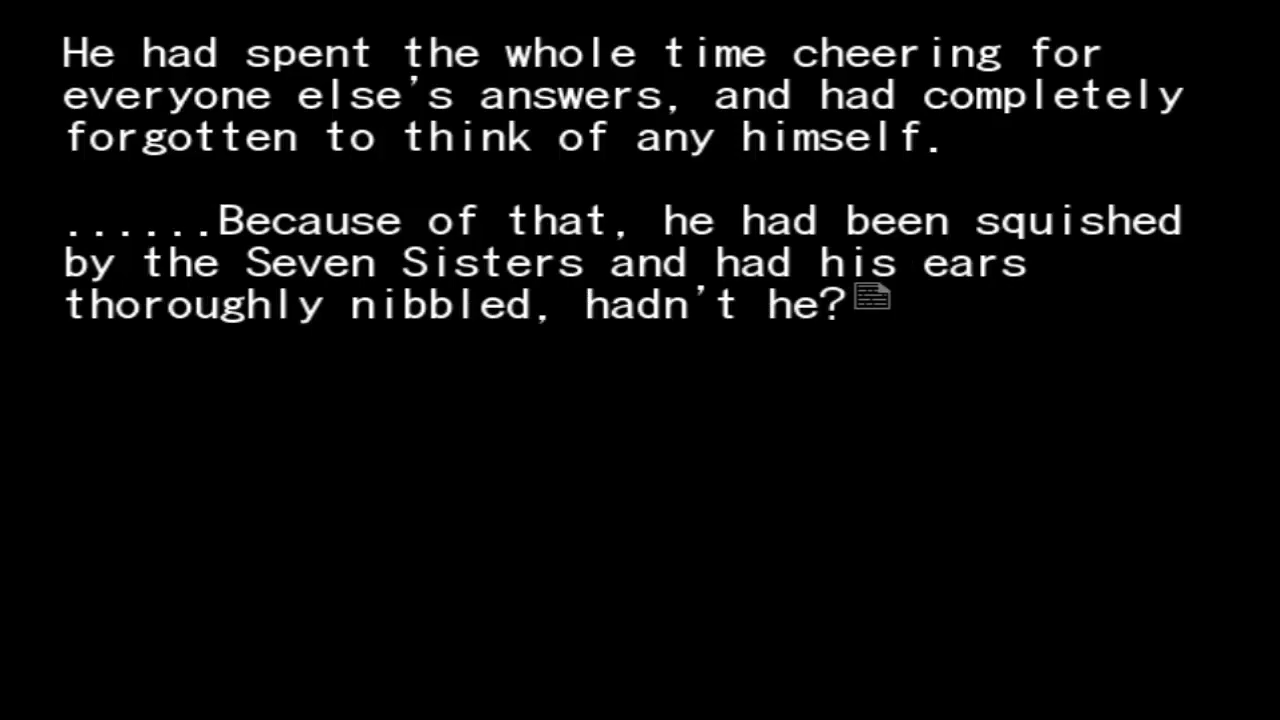 He had spent the whole time cheering for
everyone else's answers, and had completely
forgotten to think of any himself.
......Because of that, he had been squished
by the Seven Sisters and had his ears
thoroughly nibbled, hadn't he?